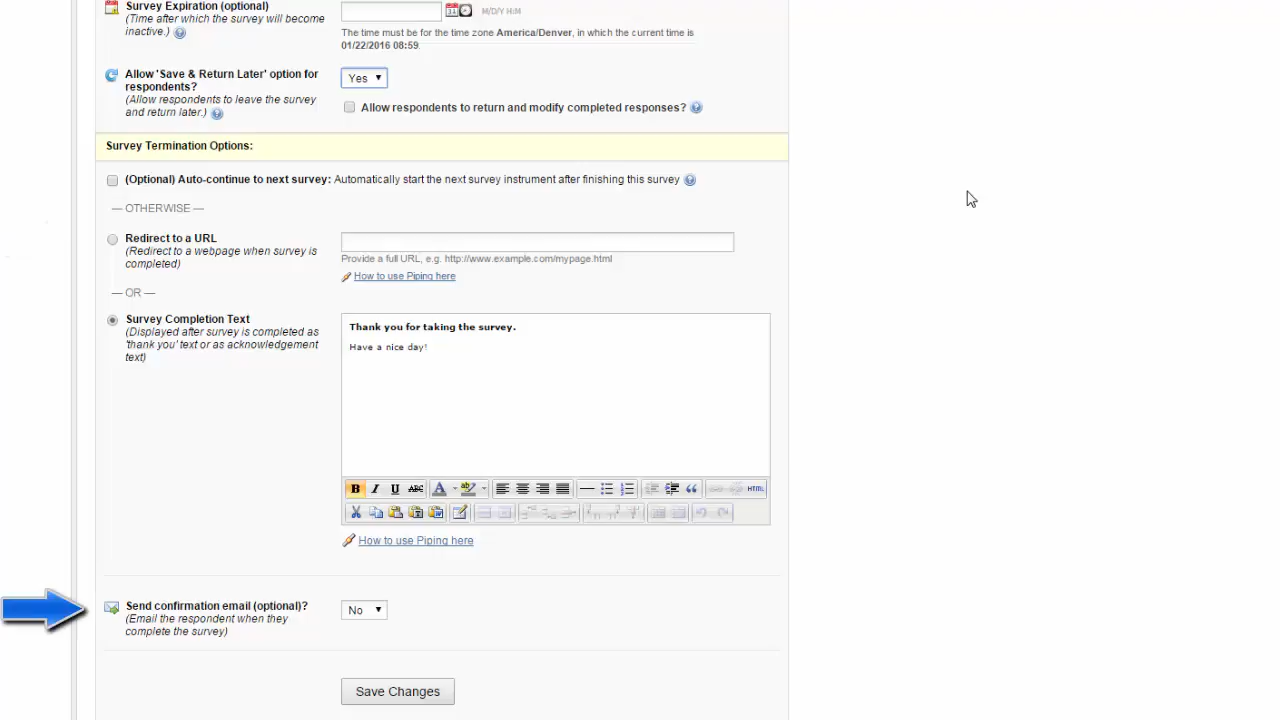 Survey Expiration (optional)
(Time after which the survey will become
inactive.)
M/D/Y H:M
The time must be for the time zone America/Denver, in which the current time is
01/22/2016 08:59.
Allow 'Save & Return Later' option for
respondents?
(Allow respondents to leave the survey
and return later.)
Yes
Allow respondents to return and modify completed responses?
Survey Termination Options:
(Optional) Auto-continue to next survey: Automatically start the next survey instrument after finishing this survey
— OTHERWISE —
Redirect to a URL
(Redirect to a webpage when survey is
completed)
Provide a full URL, e.g. http://www.example.com/mypage.html
How to use Piping here
— OR —
Survey Completion Text
(Displayed after survey is completed as
'thank you' text or as acknowledgement
text)
Thank you for taking the survey.
Have a nice day!
B I U ABC A ab HTML
How to use Piping here
Send confirmation email (optional)?
(Email the respondent when they
complete the survey)
No
Save Changes